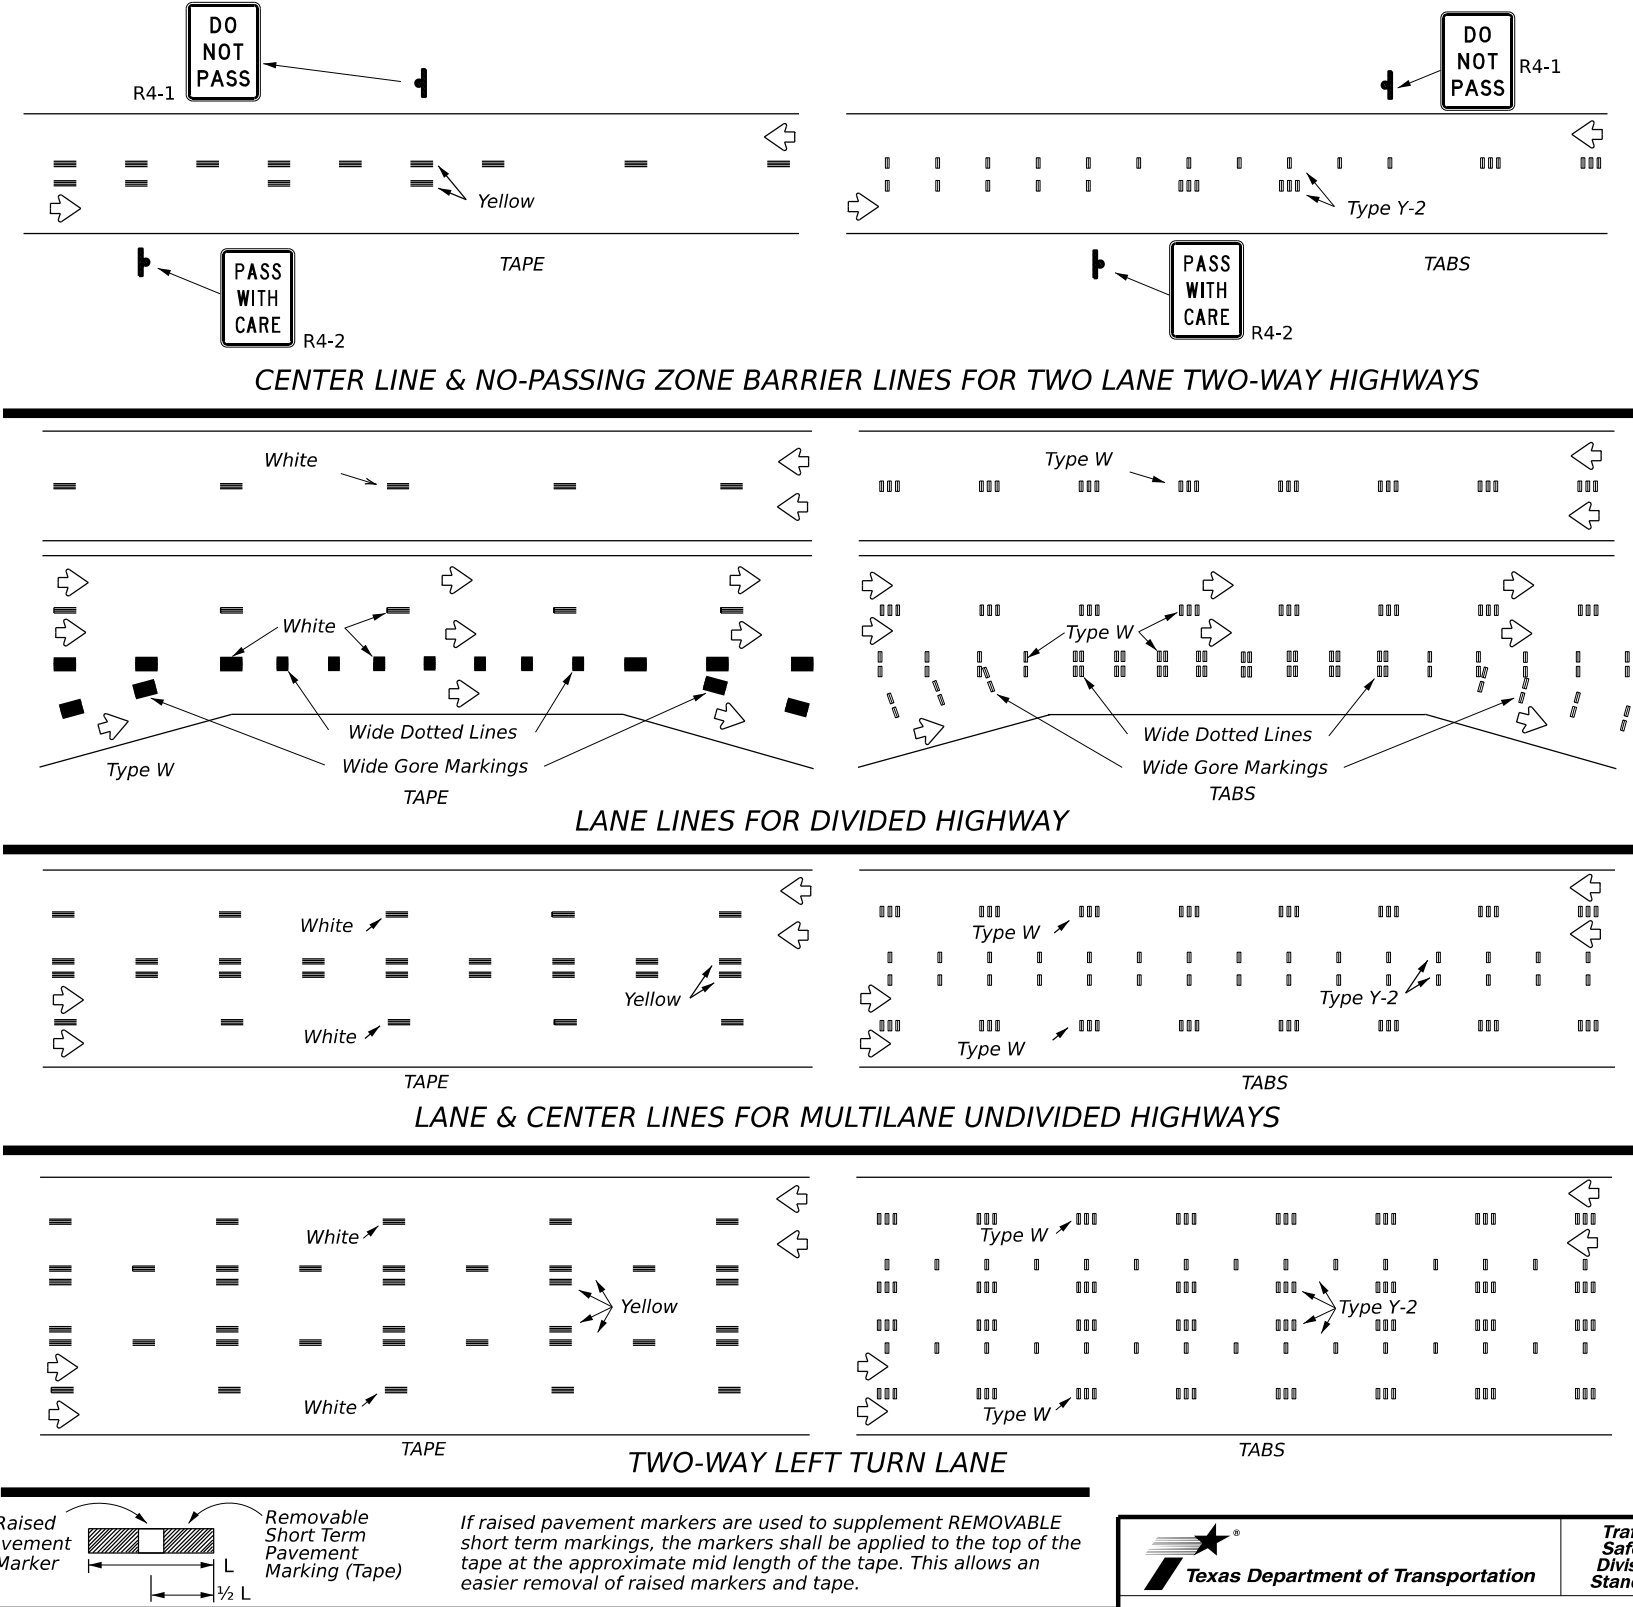 DO
NOT
PASS
R4-1
DO
NOT
PASS
R4-1
Yellow
Type Y-2
PASS
WITH
CARE
R4-2
TAPE
PASS
WITH
CARE
R4-2
TABS
CENTER LINE & NO-PASSING ZONE BARRIER LINES FOR TWO LANE TWO-WAY HIGHWAYS
White
Type W
White
Type W
Wide Dotted Lines
Wide Gore Markings
Type W
TAPE
Wide Dotted Lines
Wide Gore Markings
TABS
LANE LINES FOR DIVIDED HIGHWAY
White
Yellow
White
TAPE
Type W
Type Y-2
Type W
TABS
LANE & CENTER LINES FOR MULTILANE UNDIVIDED HIGHWAYS
White
Yellow
White
TAPE
Type W
Type Y-2
Type W
TABS
TWO-WAY LEFT TURN LANE
Raised
vement
Marker
Removable
Short Term
Pavement
Marking (Tape)
L
½ L
If raised pavement markers are used to supplement REMOVABLE
short term markings, the markers shall be applied to the top of the
tape at the approximate mid length of the tape. This allows an
easier removal of raised markers and tape.
®
Texas Department of Transportation
Traf
Safe
Divis
Stan